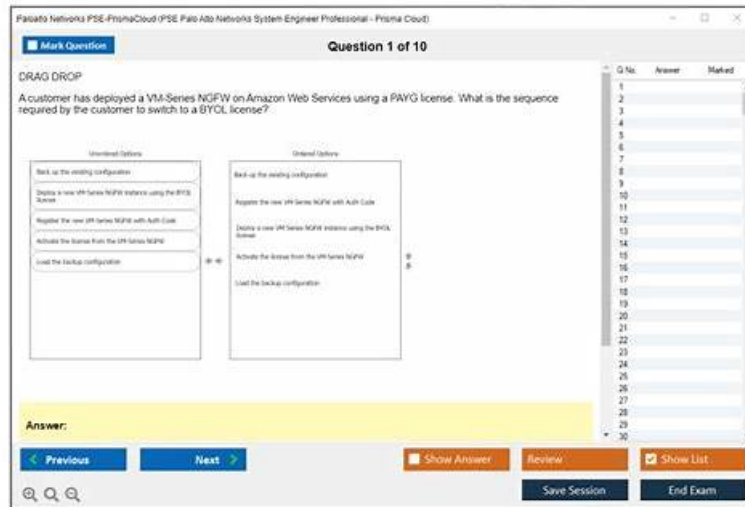 Paloalto Networks PSE-PrismaCloud (PSE Palo Alto Networks System Engineer Professional - Prisma Cloud)
Mark Question
Question 1 of 10
DRAG DROP
A customer has deployed a VM-Series NGFW on Amazon Web Services using a PAYG license. What is the sequence
required by the customer to switch to a BYOL license?
Unordered Options
Back up the existing configuration
Deploy a new VM-Series NGFW instance using the BYOL
license
Register the new VM-Series NGFW with Auth Code
Activate the license from the VM-Series NGFW
Load the backup configuration
Ordered Options
Back up the existing configuration
Register the new VM-Series NGFW with Auth Code
Deploy a new VM-Series NGFW instance using the BYOL
license
Activate the license from the VM-Series NGFW
Load the backup configuration
Answer:
Q No. Answer Marked
1
2
3
4
5
6
7
8
9
10
11
12
13
14
15
16
17
18
19
20
21
22
23
24
25
26
27
28
29
30
Previous
Next
Show Answer
Review
Show List
Save Session
End Exam